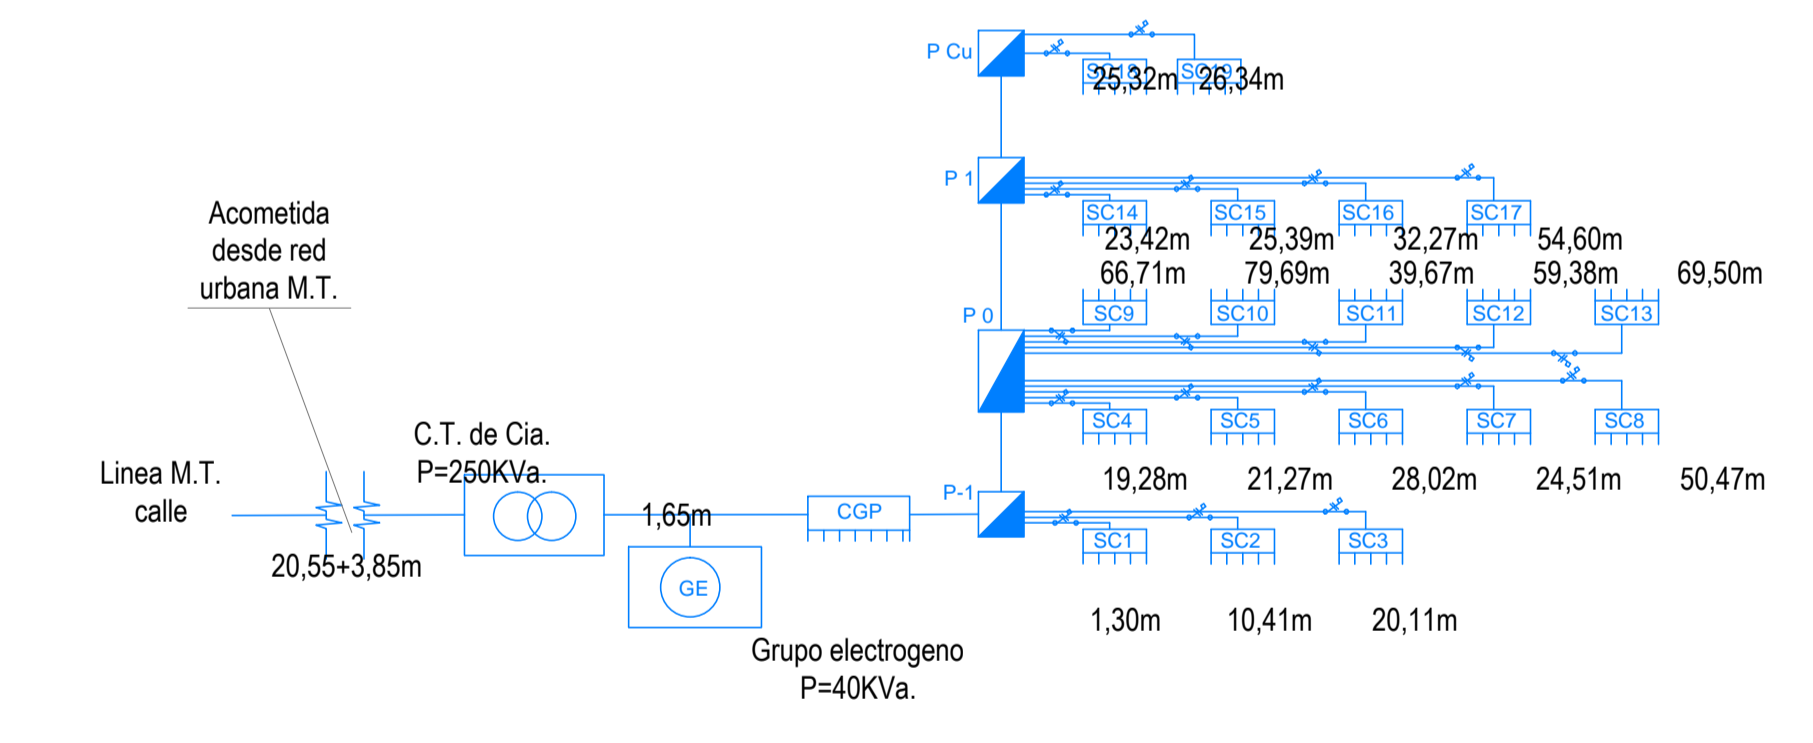 P Cu
SC18 SC19
25,32m 26,34m
P 1
SC14 SC15 SC16 SC17
23,42m 25,39m 32,27m 54,60m
66,71m 79,69m 39,67m 59,38m 69,50m
P 0
SC9 SC10 SC11 SC12 SC13
SC4 SC5 SC6 SC7 SC8
19,28m 21,27m 28,02m 24,51m 50,47m
P-1
SC1 SC2 SC3
1,30m 10,41m 20,11m
Acometida
desde red
urbana M.T.
Linea M.T.
calle
20,55+3,85m
C.T. de Cia.
P=250KVa.
1,65m
CGP
GE
Grupo electrogeno
P=40KVa.